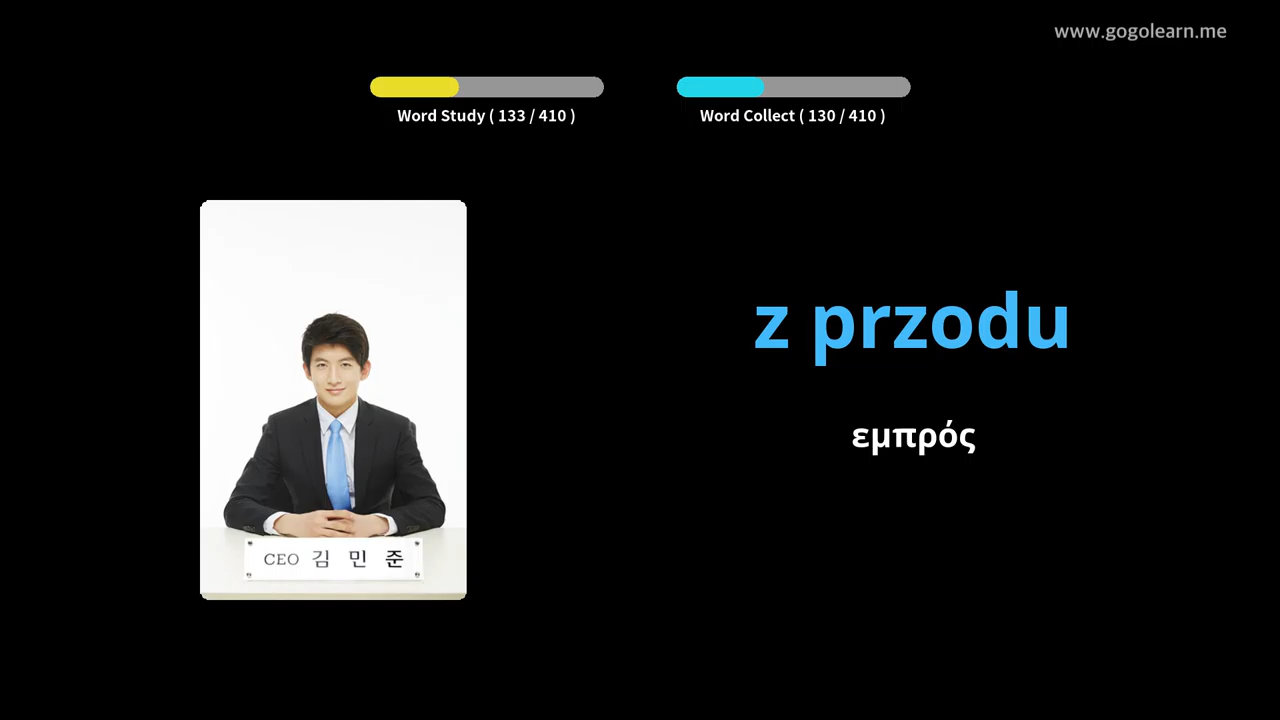 www.gogolearn.me
Word Study ( 133 / 410 )
Word Collect ( 130 / 410 )
z przodu
εμπρός
CEO 김 민 준